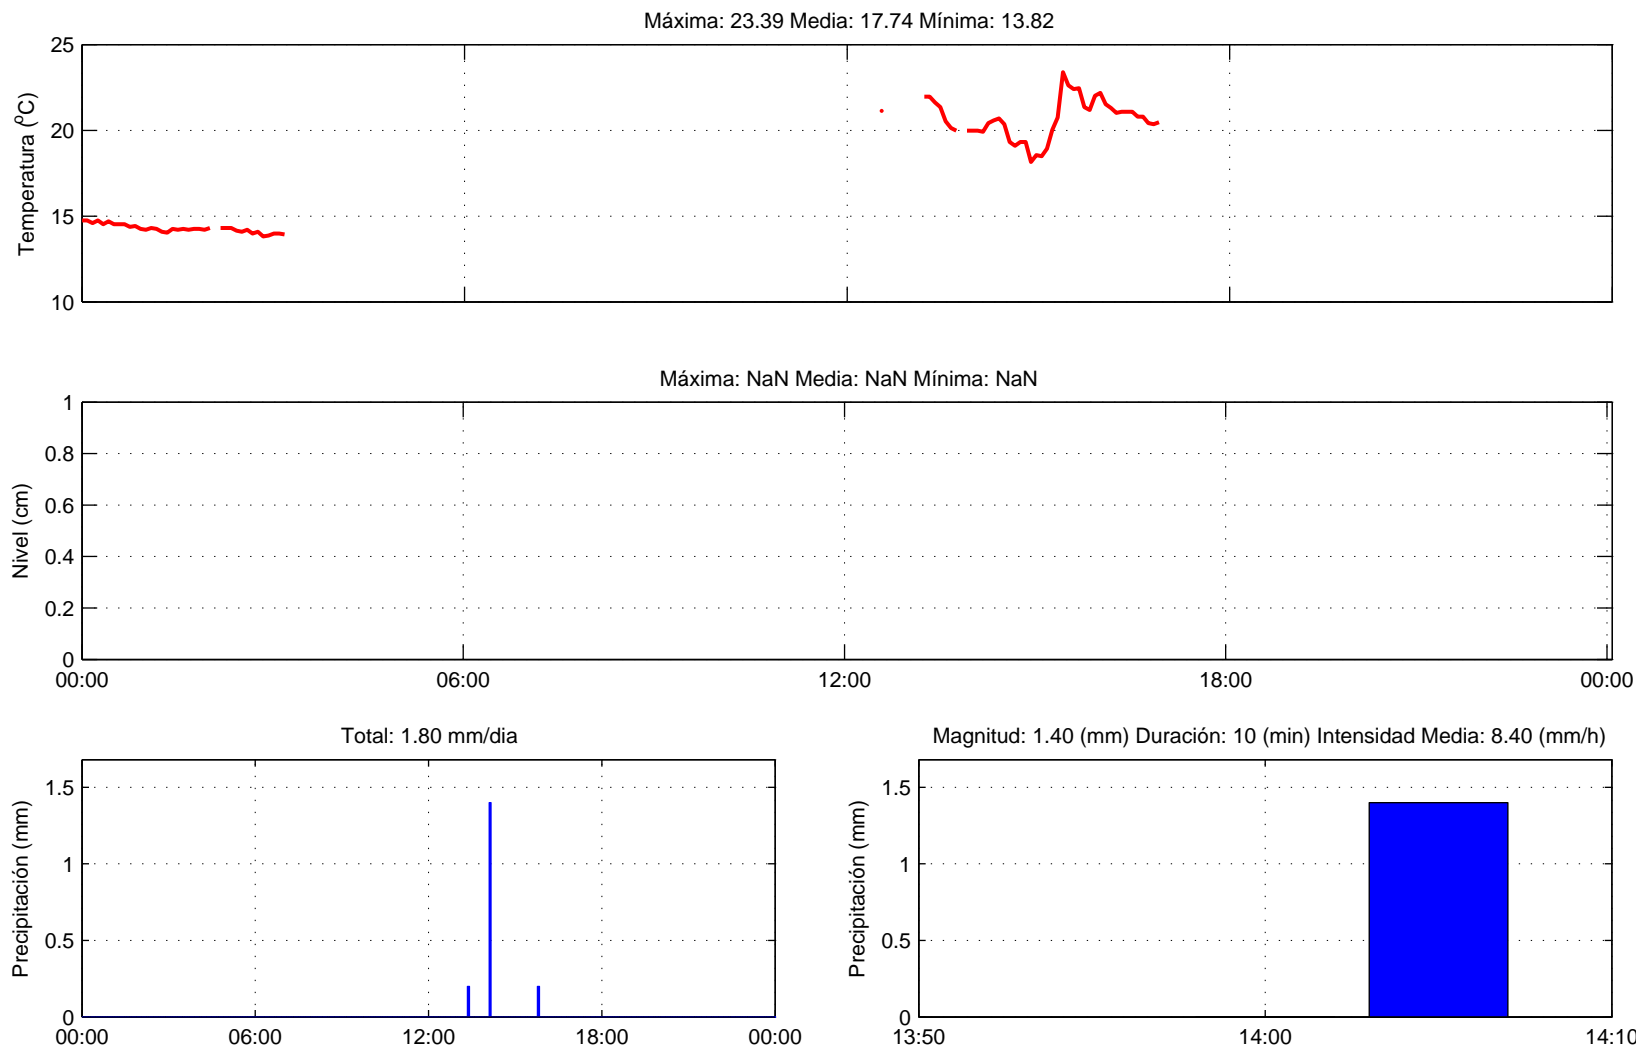 Máxima: 23.39 Media: 17.74 Mínima: 13.82
25
20
15
10
Temperatura (ºC)
Máxima: NaN Media: NaN Mínima: NaN
1
0.8
0.6
0.4
0.2
0
Nivel (cm)
00:00 06:00 12:00 18:00 00:00
Total: 1.80 mm/dia
1.5
1
0.5
0
Precipitación (mm)
00:00 06:00 12:00 18:00 00:00
Magnitud: 1.40 (mm) Duración: 10 (min) Intensidad Media: 8.40 (mm/h)
1.5
1
0.5
0
Precipitación (mm)
13:50 14:00 14:10